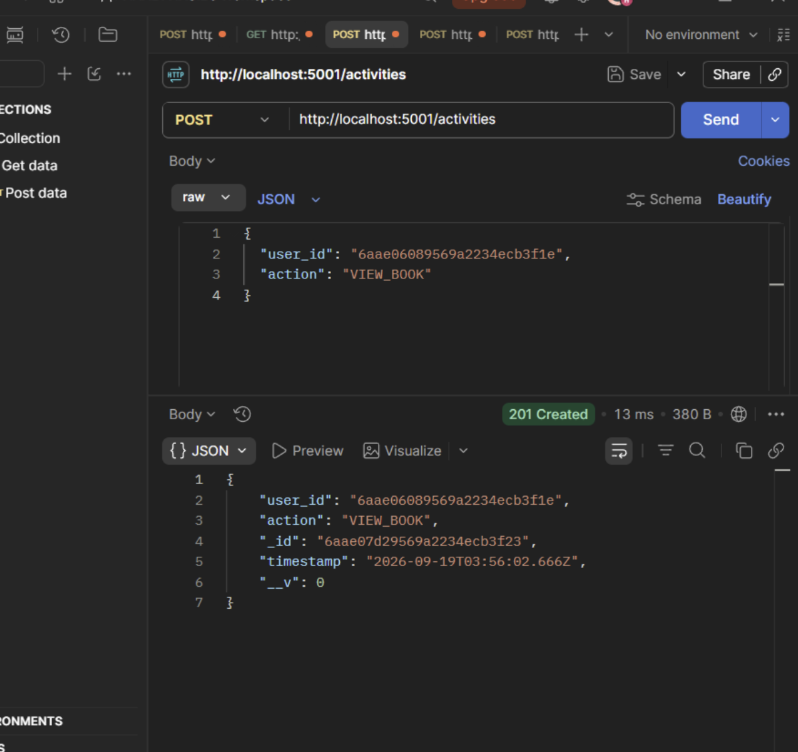 POST http
GET http:
POST http
POST http
POST http
No environment
http://localhost:5001/activities
Save
Share
ECTIONS
Collection
Get data
Post data
POST
http://localhost:5001/activities
Send
Body
Cookies
raw
JSON
Schema
Beautify
1 {
2 "user_id": "6aae06089569a2234ecb3f1e",
3 "action": "VIEW_BOOK"
4 }
Body
201 Created
13 ms
380 B
{} JSON
Preview
Visualize
1 {
2 "user_id": "6aae06089569a2234ecb3f1e",
3 "action": "VIEW_BOOK",
4 "_id": "6aae07d29569a2234ecb3f23",
5 "timestamp": "2026-09-19T03:56:02.666Z",
6 "__v": 0
7 }
RONMENTS